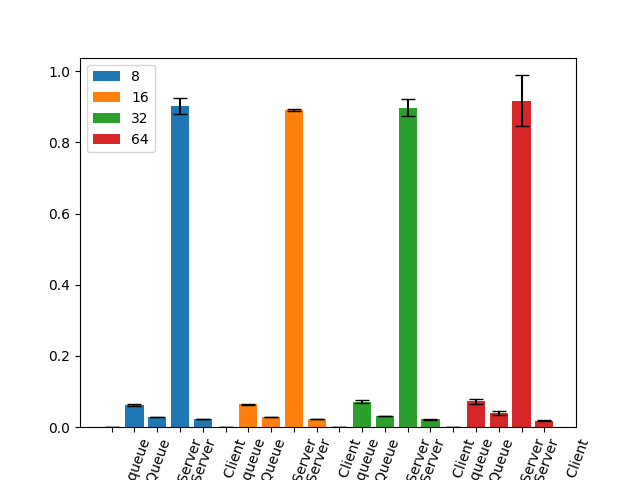 1.0
0.8
0.6
0.4
0.2
0.0
8
16
32
64
queue
Queue
Server
Server
Client
queue
Queue
Server
Server
Client
queue
Queue
Server
Server
Client
queue
Queue
Server
Server
Client